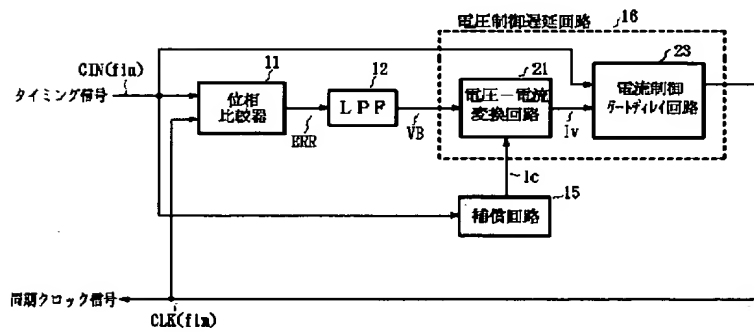 電圧制御遅延回路
16
CIN(fin)
タイミング信号
11
位相
比較器
ERR
12
LPF
VB
21
電圧－電流
変換回路
Iv
23
電流制御
ゲートディレイ回路
Ic
15
補償回路
同期クロック信号
CLK(fin)